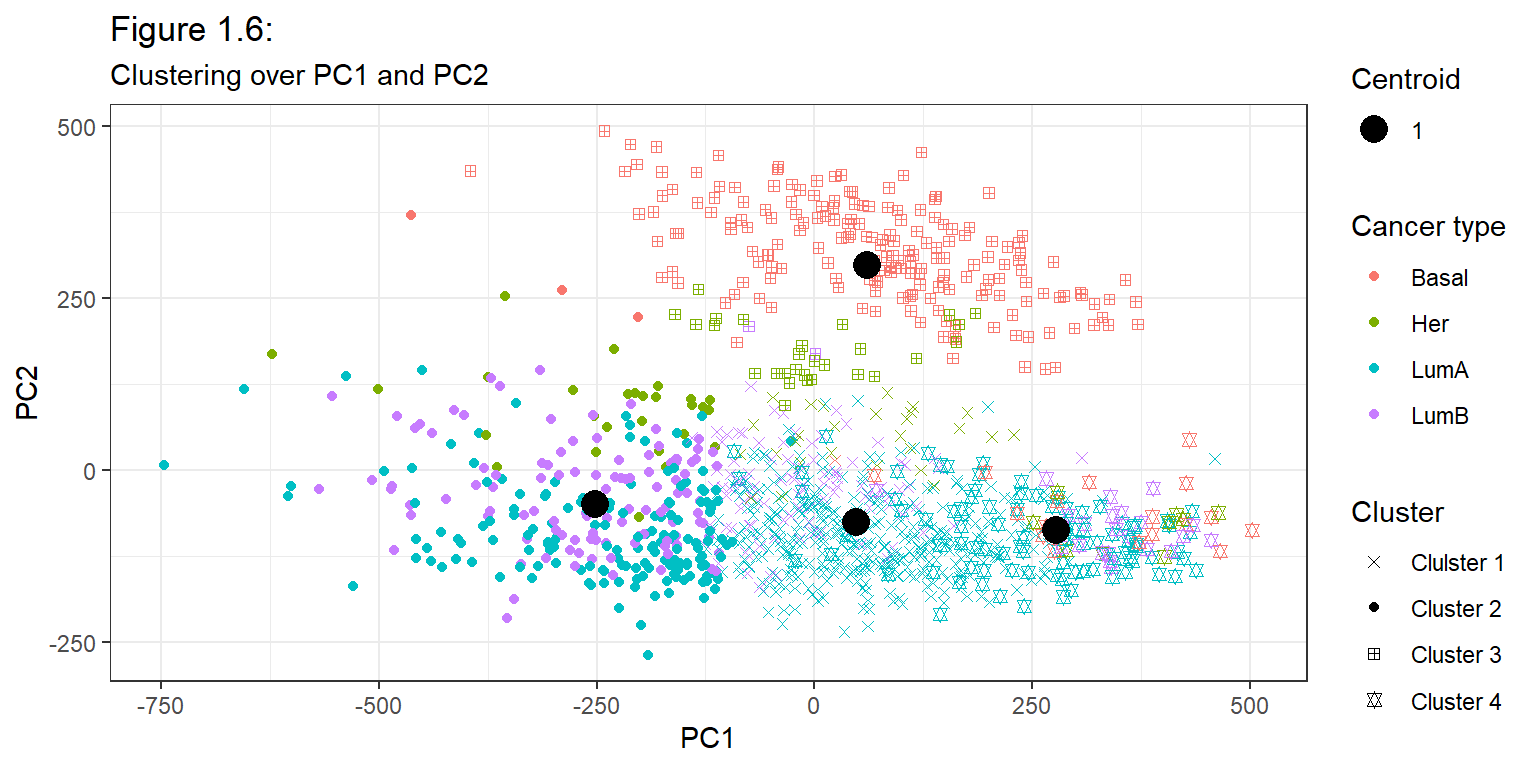 Figure 1.6:
Clustering over PC1 and PC2
500
250
0
-250
PC2
-750
-500
-250
0
250
500
PC1
Centroid
1
Cancer type
Basal
Her
LumA
LumB
Cluster
Clulster 1
Cluster 2
Cluster 3
Cluster 4